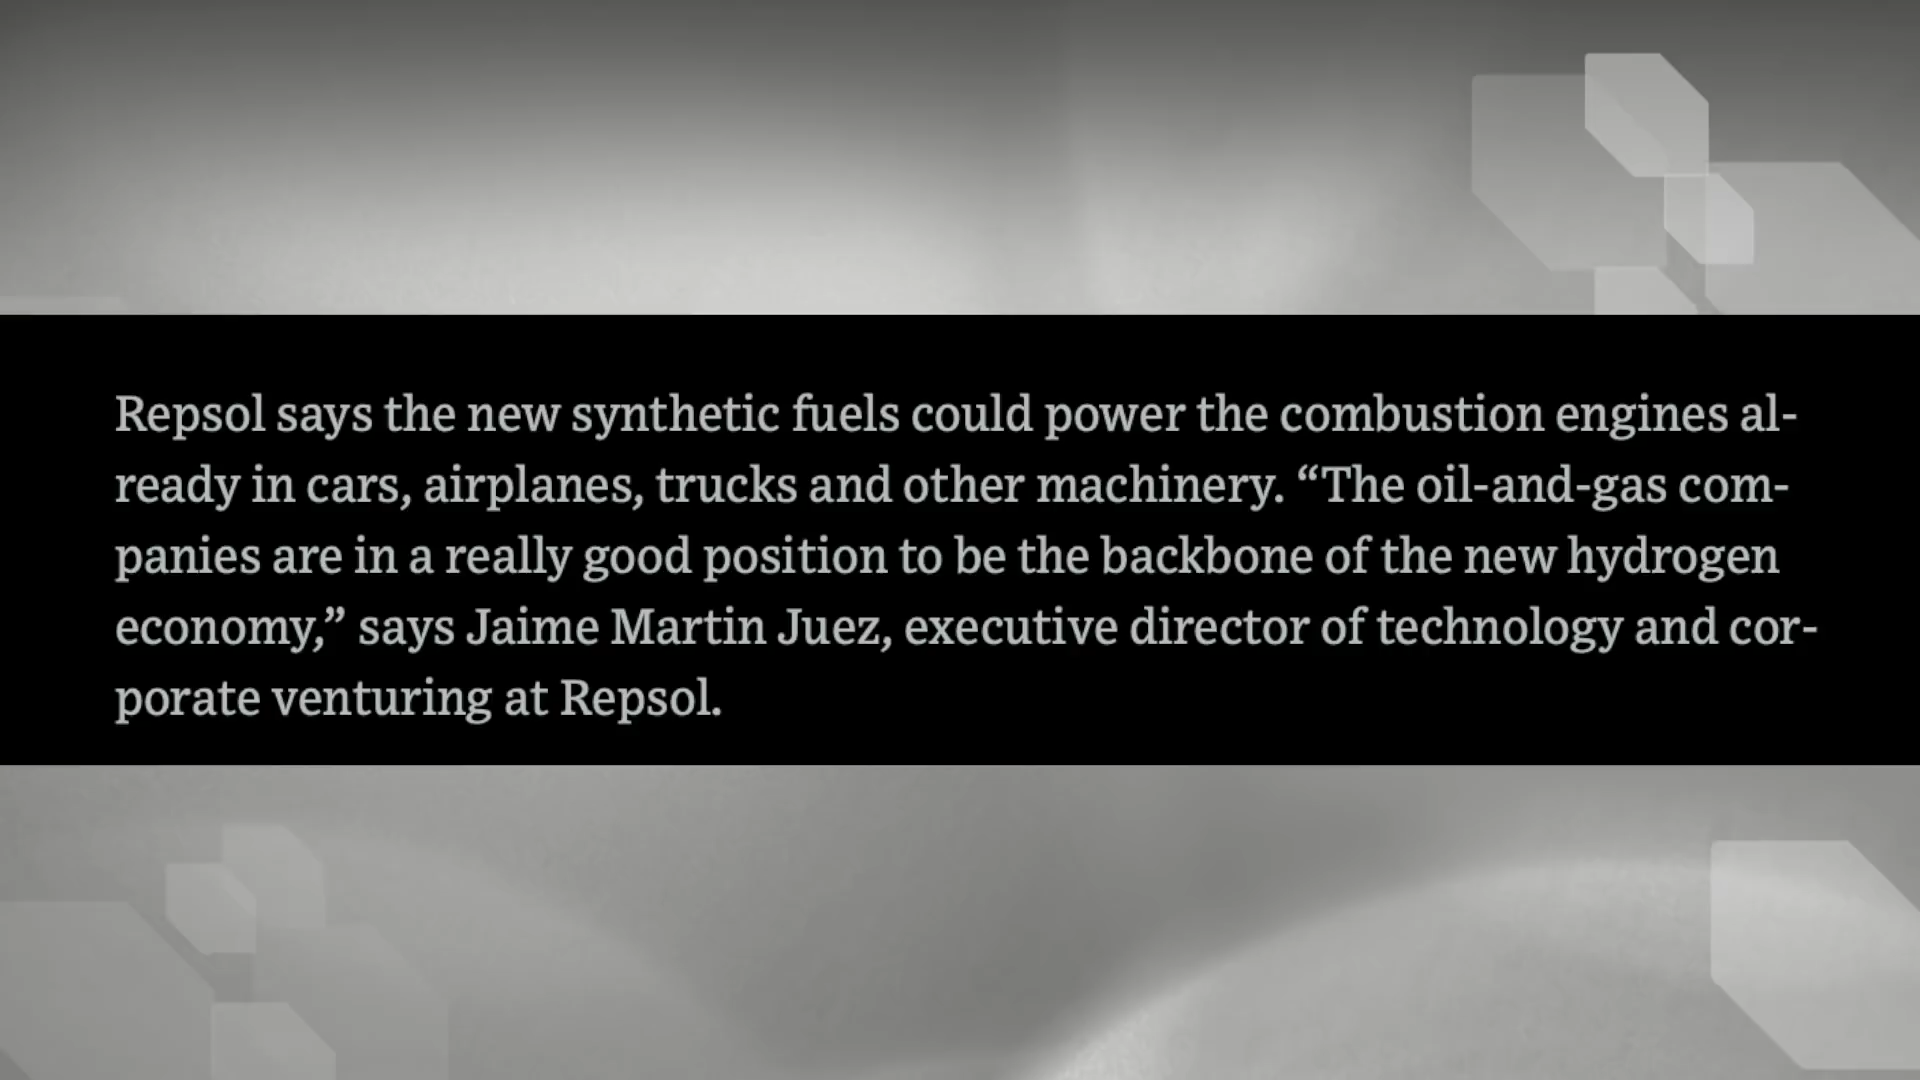 Repsol says the new synthetic fuels could power the combustion engines al-
ready in cars, airplanes, trucks and other machinery. “The oil-and-gas com-
panies are in a really good position to be the backbone of the new hydrogen
economy,” says Jaime Martin Juez, executive director of technology and cor-
porate venturing at Repsol.